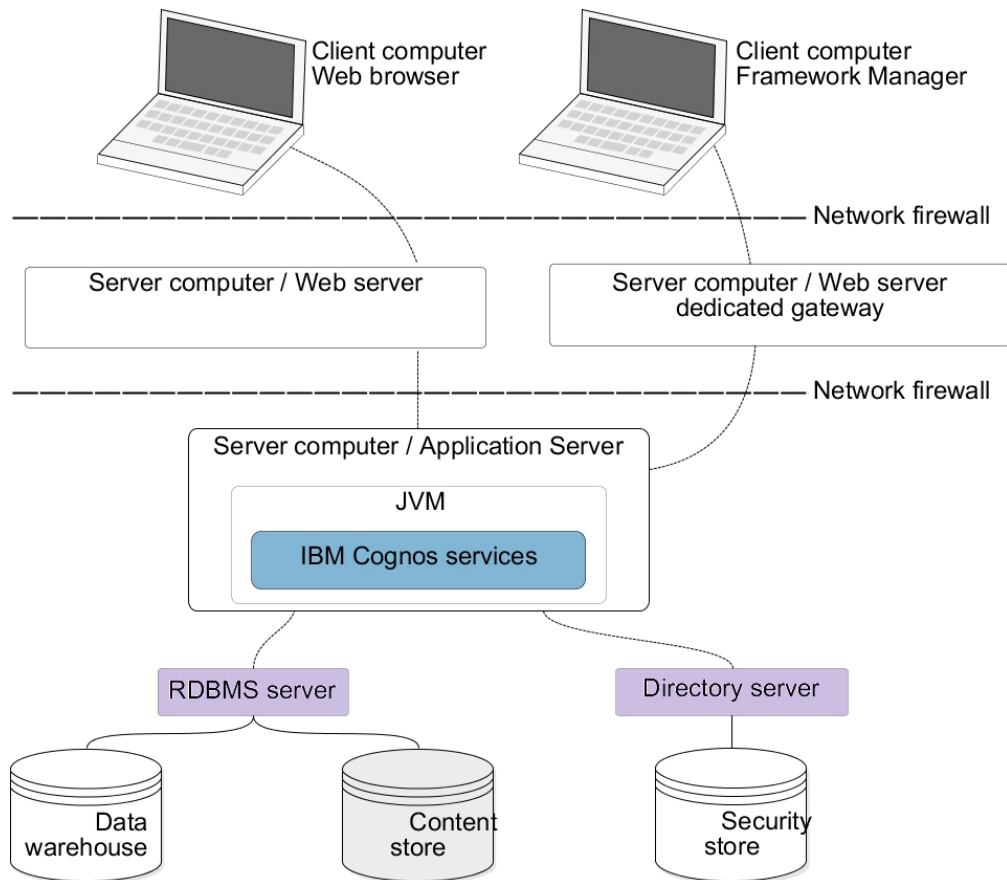 Client computer
Web browser
Client computer
Framework Manager
Network firewall
Server computer / Web server
Server computer / Web server
dedicated gateway
Network firewall
Server computer / Application Server
JVM
IBM Cognos services
RDBMS server
Directory server
Data
warehouse
Content
store
Security
store